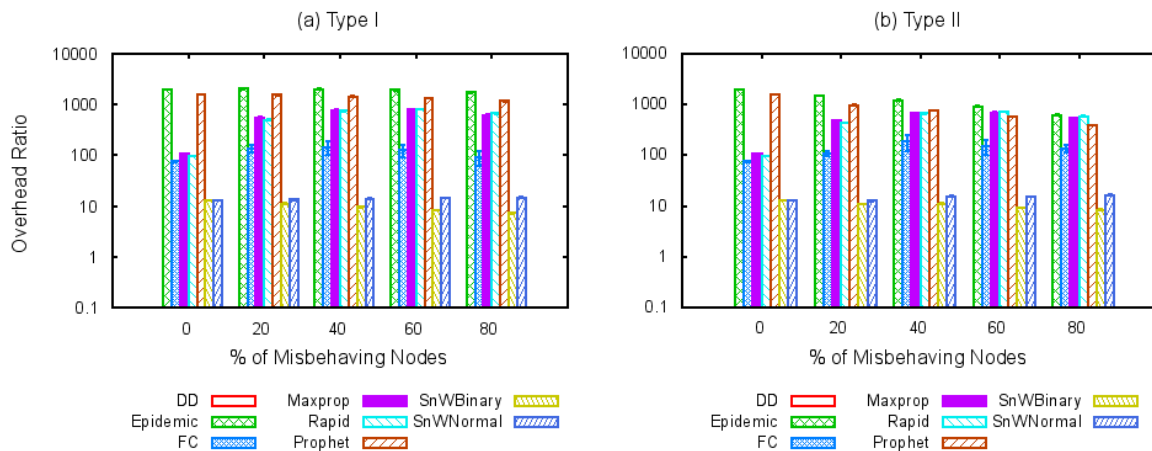 (a) Type I
Overhead Ratio
10000
1000
100
10
1
0.1
0 20 40 60 80
% of Misbehaving Nodes
DD Maxprop SnWBinary
Epidemic Rapid SnWNormal
FC Prophet
(b) Type II
10000
1000
100
10
1
0.1
0 20 40 60 80
% of Misbehaving Nodes
DD Maxprop SnWBinary
Epidemic Rapid SnWNormal
FC Prophet